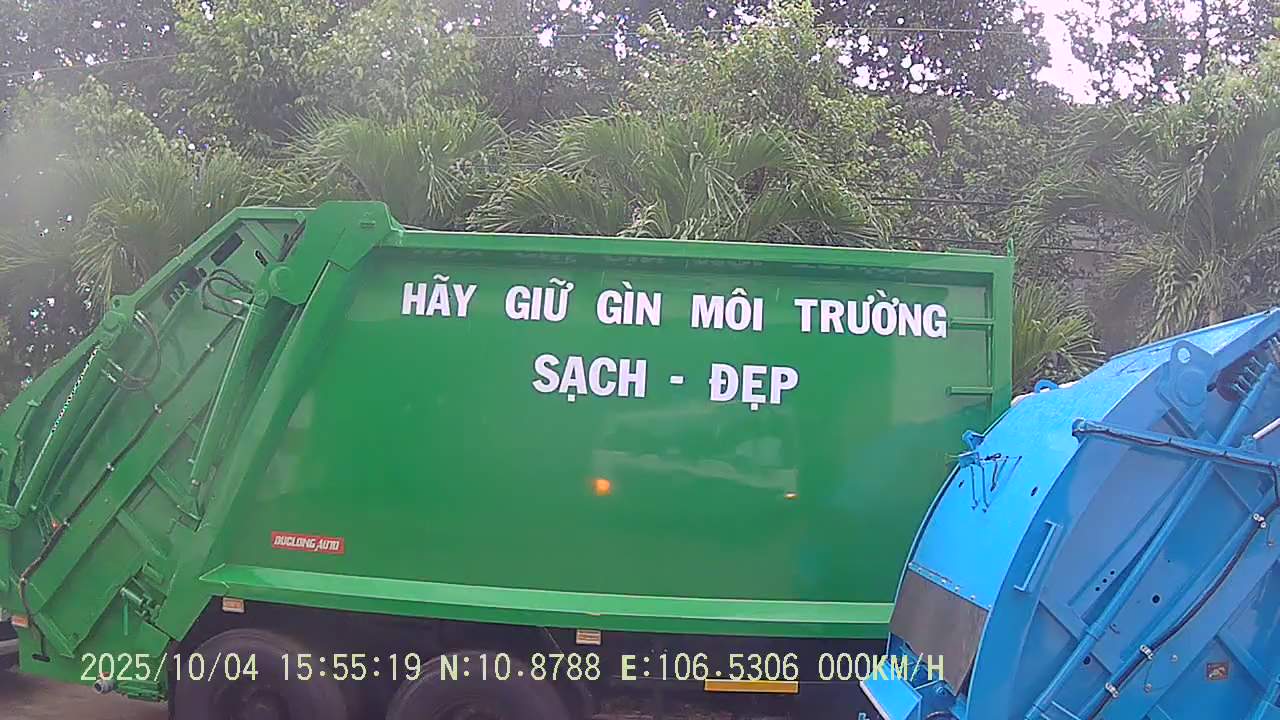 HÃY GIỮ GÌN MÔI TRƯỜNG
SẠCH - ĐẸP
DUCLONG AUTO
2025/10/04 15:55:19 N:10.8788 E:106.5306 000KM/H